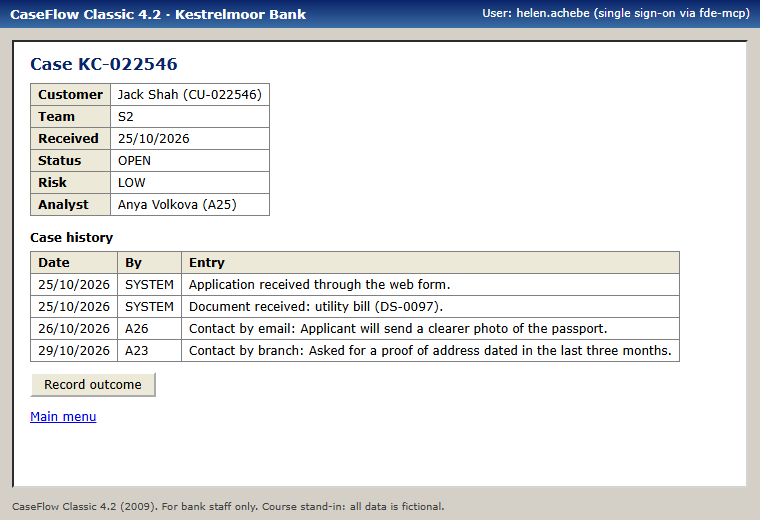 CaseFlow Classic 4.2 · Kestrelmoor Bank
User: helen.achebe (single sign-on via fde-mcp)
Case KC-022546
Customer Jack Shah (CU-022546)
Team S2
Received 25/10/2026
Status OPEN
Risk LOW
Analyst Anya Volkova (A25)
Case history
Date By Entry
25/10/2026 SYSTEM Application received through the web form.
25/10/2026 SYSTEM Document received: utility bill (DS-0097).
26/10/2026 A26 Contact by email: Applicant will send a clearer photo of the passport.
29/10/2026 A23 Contact by branch: Asked for a proof of address dated in the last three months.
Record outcome
Main menu
CaseFlow Classic 4.2 (2009). For bank staff only. Course stand-in: all data is fictional.